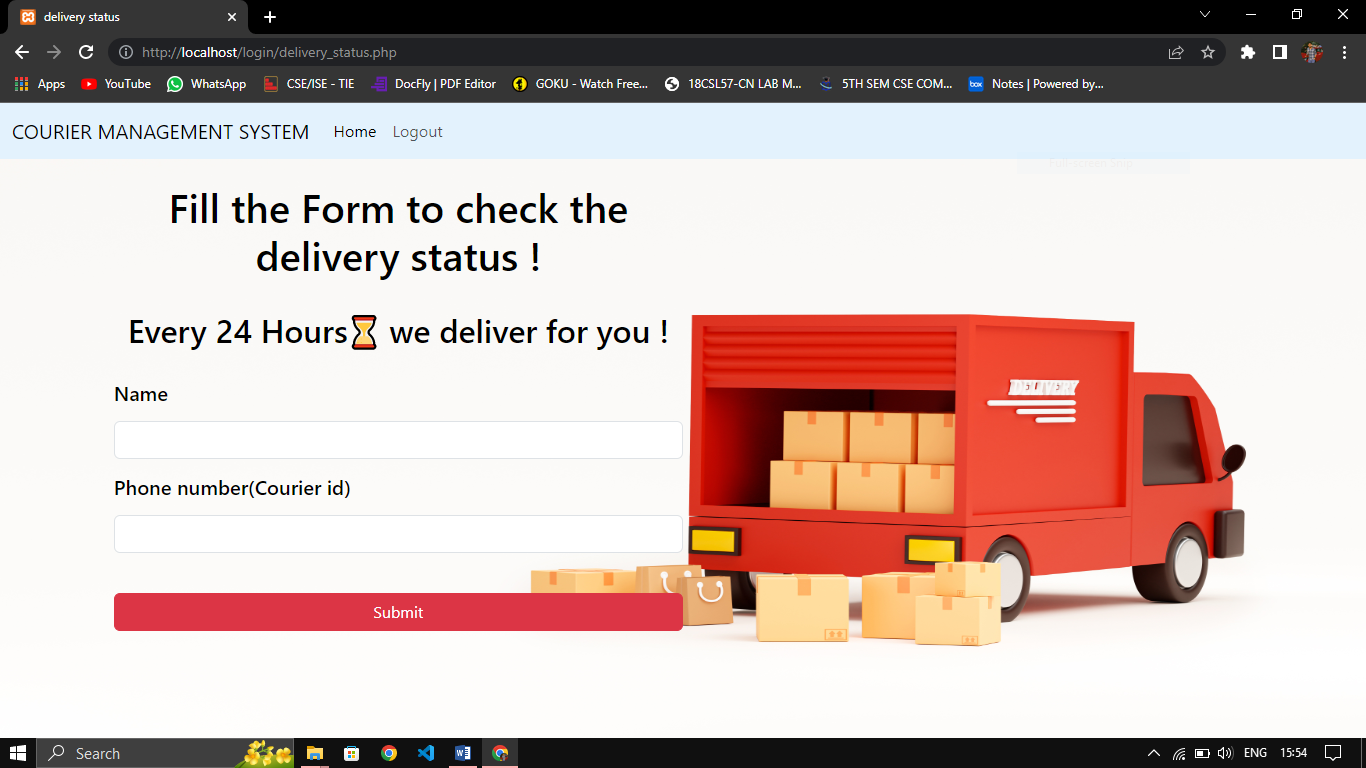 delivery status
http://localhost/login/delivery_status.php
Apps
YouTube
WhatsApp
CSE/ISE - TIE
DocFly | PDF Editor
GOKU - Watch Free...
18CSL57-CN LAB M...
5TH SEM CSE COM...
box
Notes | Powered by...
COURIER MANAGEMENT SYSTEM
Home
Logout
Fill the Form to check the
delivery status !
Every 24 Hours⏳ we deliver for you !
Name
Phone number(Courier id)
Submit
DELIVERY
Search
ENG
15:54